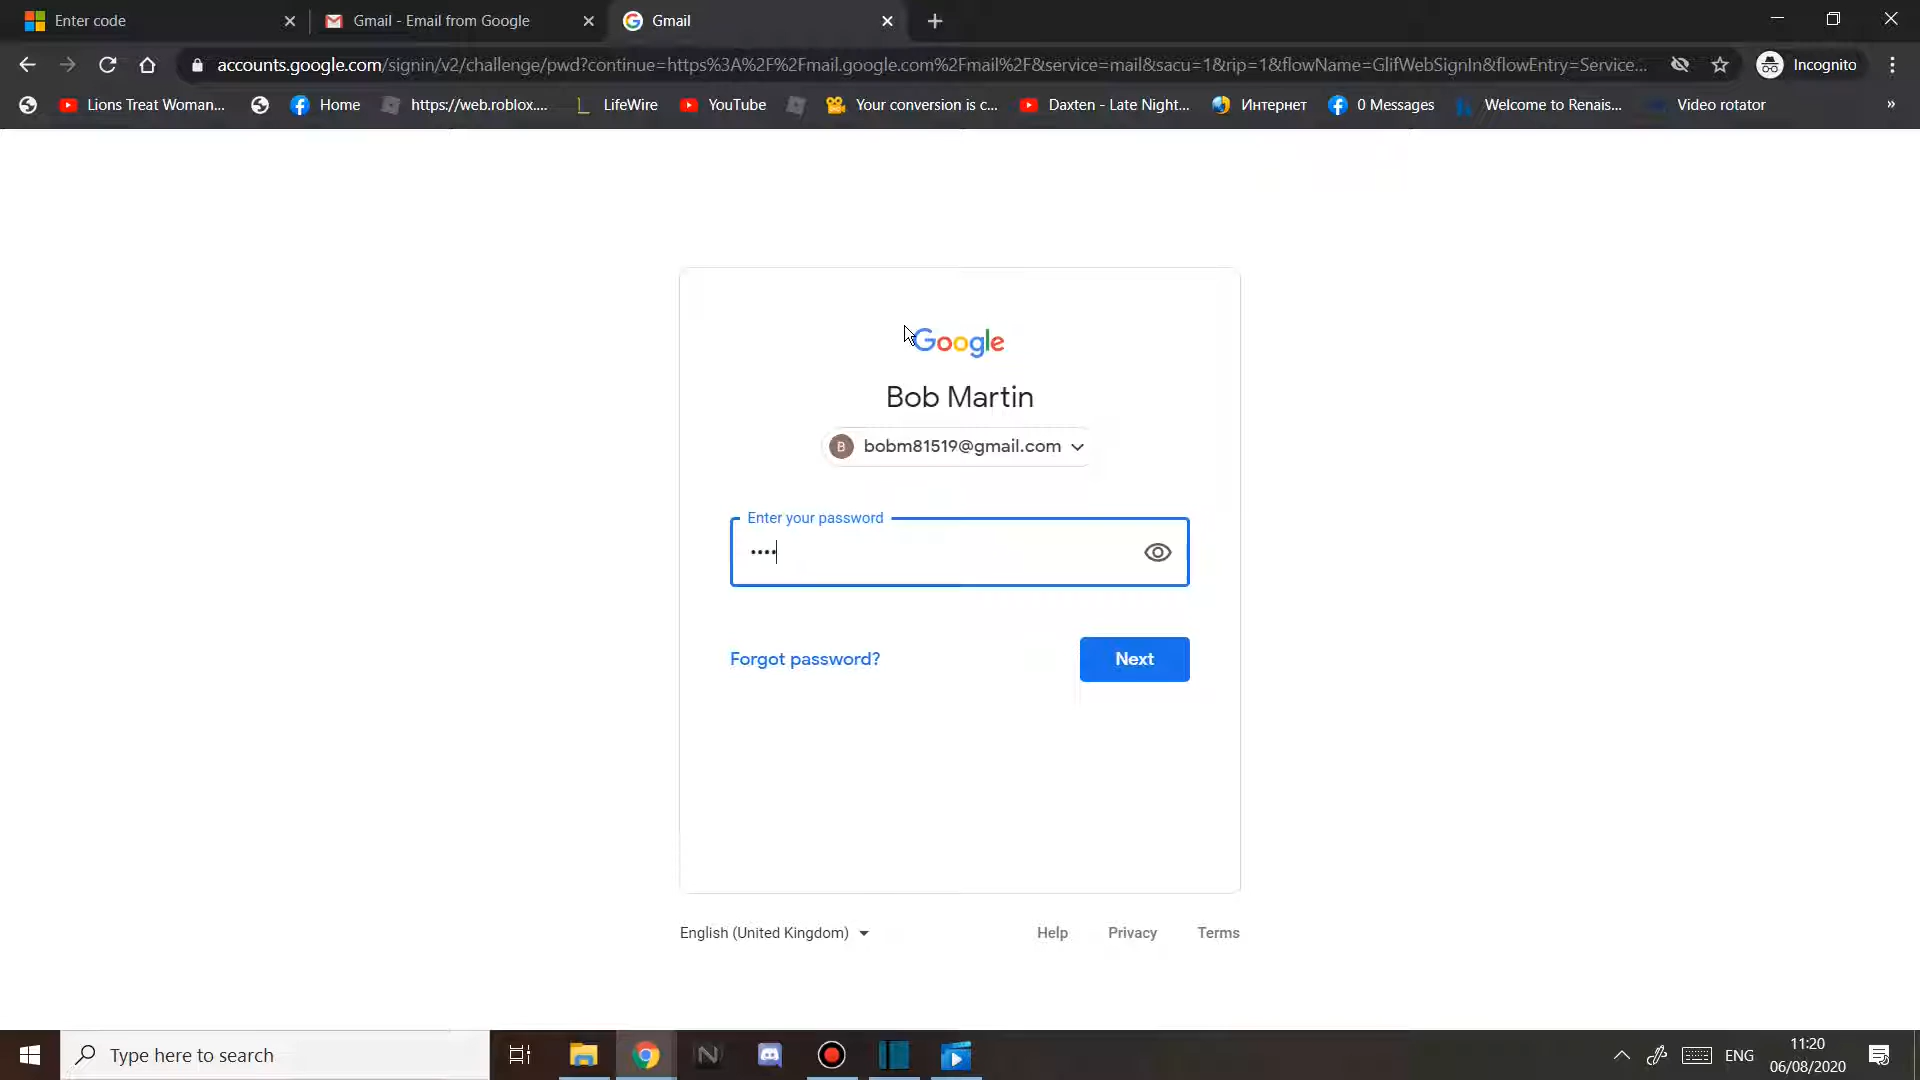 Enter code
Gmail - Email from Google
Gmail
accounts.google.com/signin/v2/challenge/pwd?continue=https%3A%2F%2Fmail.google.com%2Fmail%2F&service=mail&sacu=1&rip=1&flowName=GlifWebSignIn&flowEntry=Service...
Incognito
Lions Treat Woman...
Home
https://web.roblox....
LifeWire
YouTube
Your conversion is c...
Daxten - Late Night...
Интернет
0 Messages
Welcome to Renais...
Video rotator
»
Google
Bob Martin
B
bobm81519@gmail.com
Enter your password
••••
Forgot password?
Next
English (United Kingdom)
Help
Privacy
Terms
Type here to search
N
ENG
11:20
06/08/2020